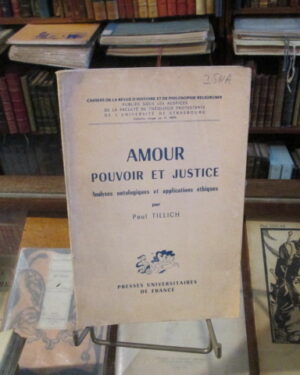 CAHIERS DE LA REVUE D'HISTOIRE ET DE PHILOSOPHIE RELIGIEUSES
PUBLIÉS SOUS LES AUSPICES
DE LA FACULTÉ DE THÉOLOGIE PROTESTANTE
DE L'UNIVERSITÉ DE STRASBOURG
AMOUR
POUVOIR ET JUSTICE
Analyses ontologiques et applications éthiques
par
Paul TILLICH
PRESSES UNIVERSITAIRES
DE FRANCE